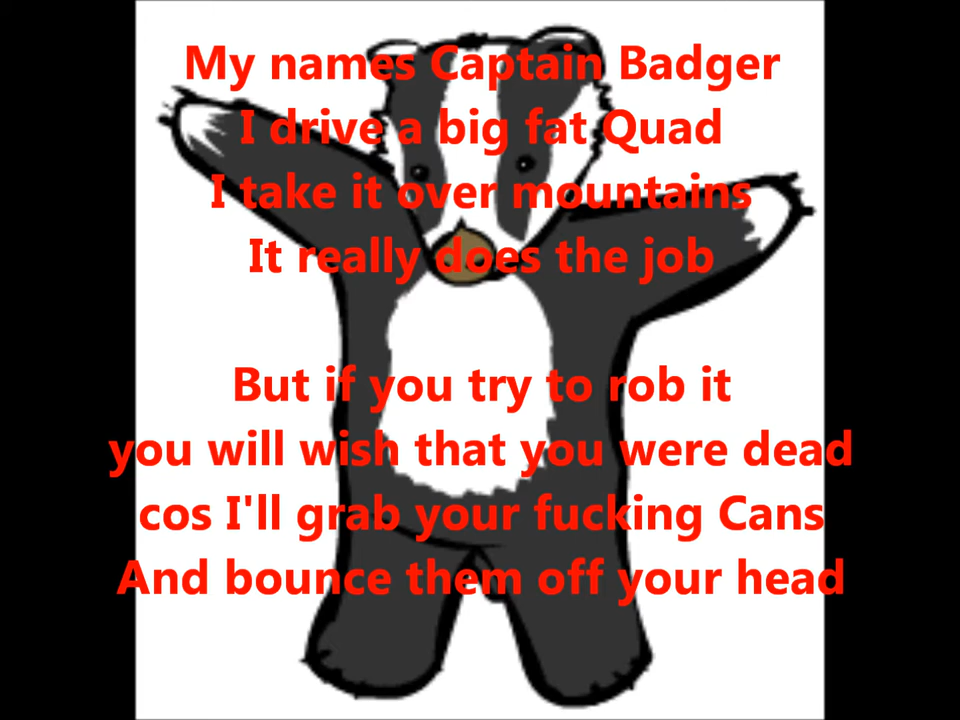 My names Captain Badger
I drive a big fat Quad
I take it over mountains
It really does the job
But if you try to rob it
you will wish that you were dead
cos I'll grab your fucking Cans
And bounce them off your head